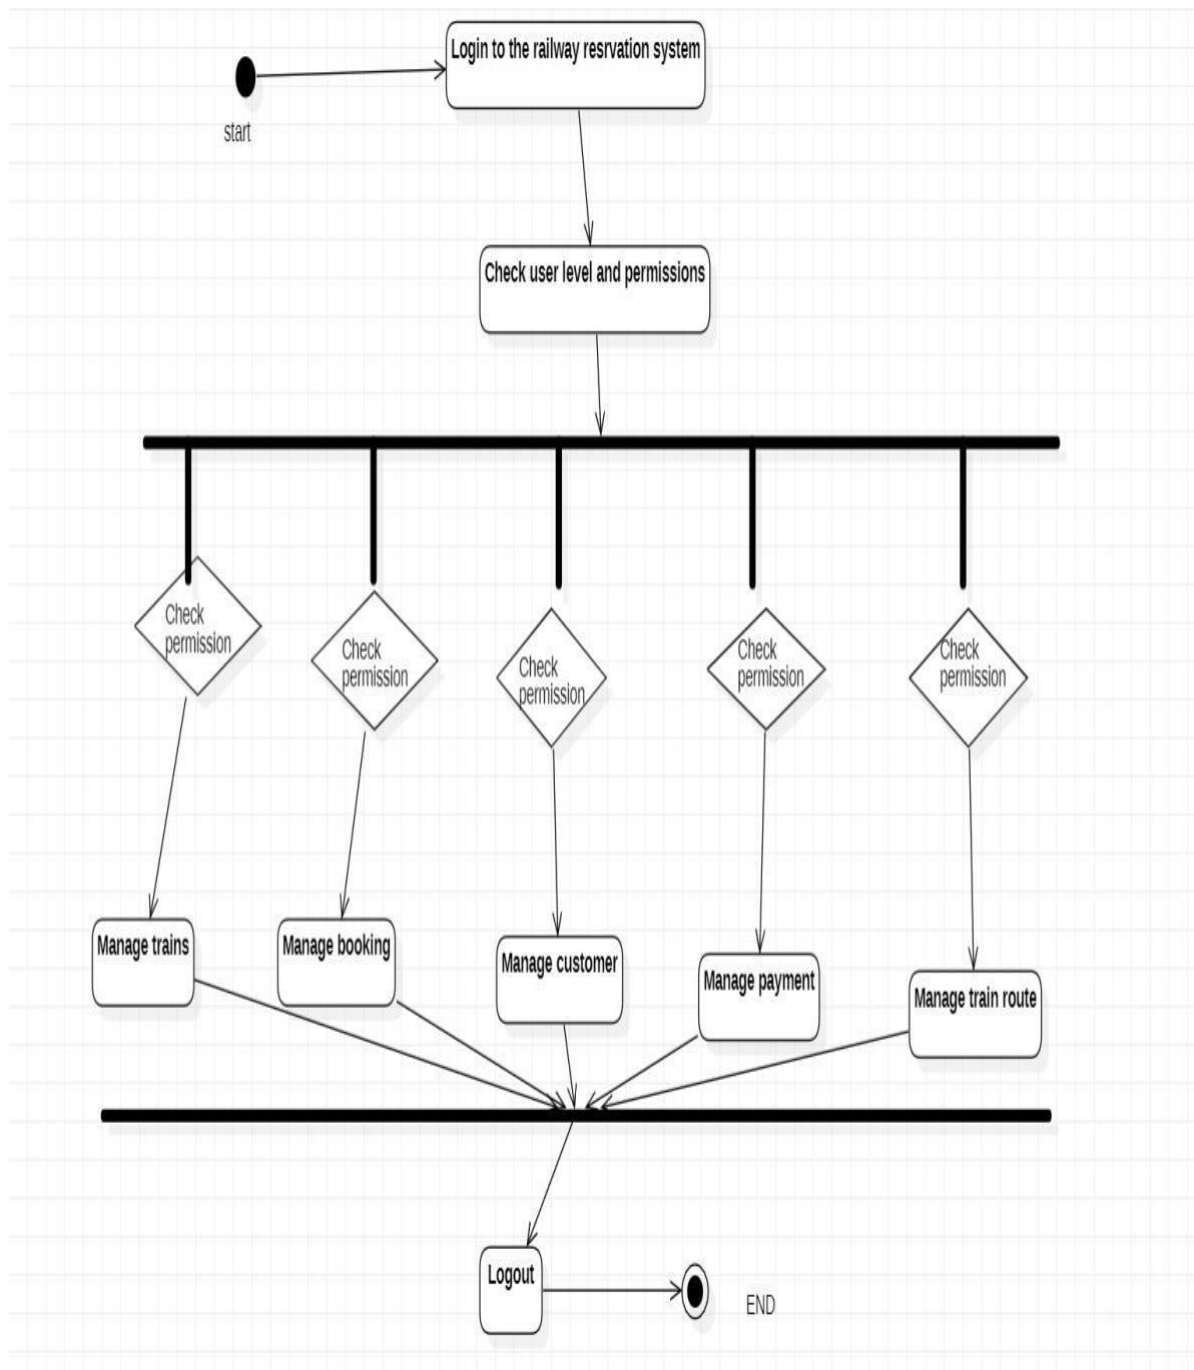 Login to the railway resrvation system
start
Check user level and permissions
Check
permission
Check
permission
Check
permission
Check
permission
Check
permission
Manage trains
Manage booking
Manage customer
Manage payment
Manage train route
Logout
END